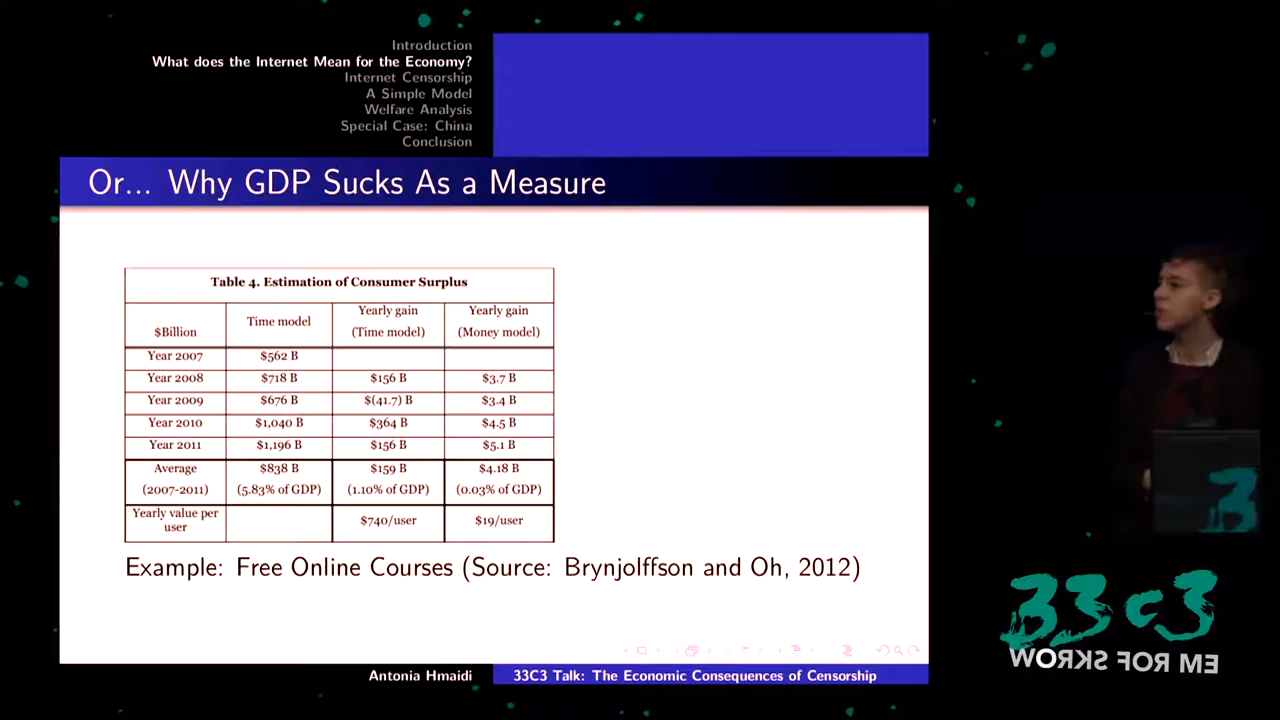 Introduction
What does the Internet Mean for the Economy?
Internet Censorship
A Simple Model
Welfare Analysis
Special Case: China
Conclusion
Or... Why GDP Sucks As a Measure
Table 4. Estimation of Consumer Surplus
$Billion Time model Yearly gain (Time model) Yearly gain (Money model)
Year 2007 $562 B
Year 2008 $718 B $156 B $3.7 B
Year 2009 $676 B $(41.7) B $3.4 B
Year 2010 $1,040 B $364 B $4.5 B
Year 2011 $1,196 B $156 B $5.1 B
Average $838 B $159 B $4.18 B
(2007-2011) (5.83% of GDP) (1.10% of GDP) (0.03% of GDP)
Yearly value per user $740/user $19/user
Example: Free Online Courses (Source: Brynjolffson and Oh, 2012)
Antonia Hmaidi 33C3 Talk: The Economic Consequences of Censorship
33C3
WORKS FOR ME
3